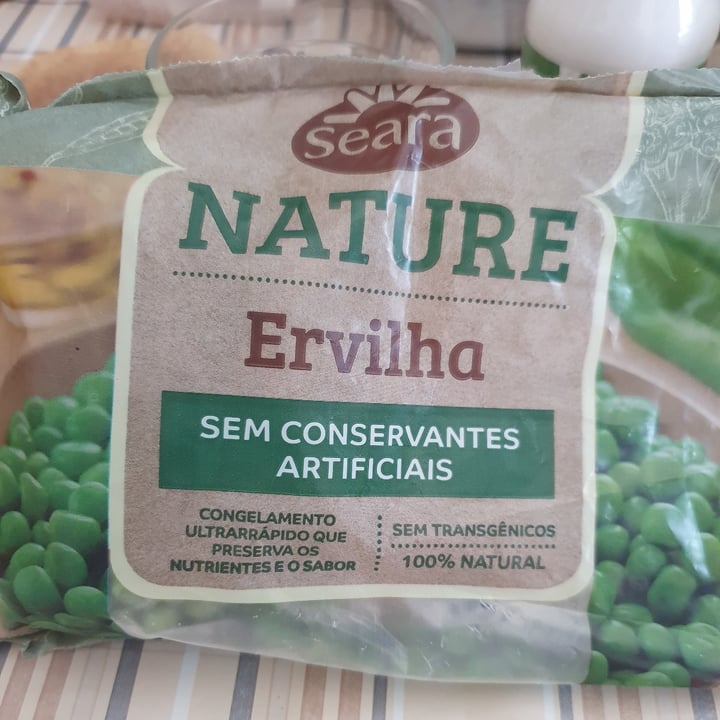 seara
NATURE
Ervilha
SEM CONSERVANTES
ARTIFICIAIS
CONGELAMENTO
ULTRARRÁPIDO QUE
PRESERVA OS
NUTRIENTES E O SABOR
SEM TRANSGÊNICOS
100% NATURAL